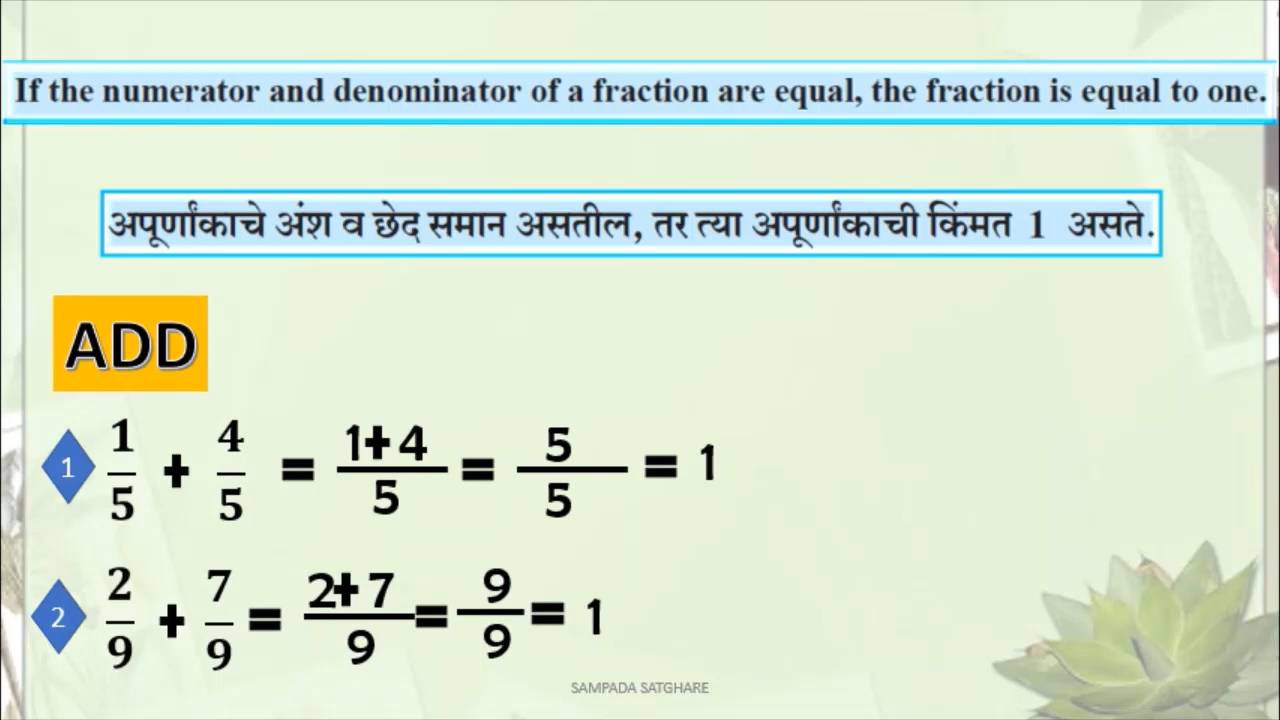 If the numerator and denominator of a fraction are equal, the fraction is equal to one.
अपूर्णांकाचे अंश व छेद समान असतील, तर त्या अपूर्णांकाची किंमत 1 असते.
ADD
1 1/5 + 4/5 = 1+4/5 = 5/5 = 1
2 2/9 + 7/9 = 2+7/9 = 9/9 = 1
SAMPADA SATGHARE